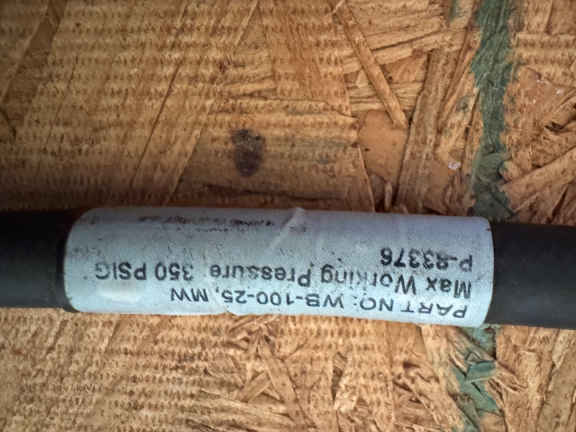 PART NO: WB-100-25, MW
Max Working Pressure 350 PSIG
P-83376